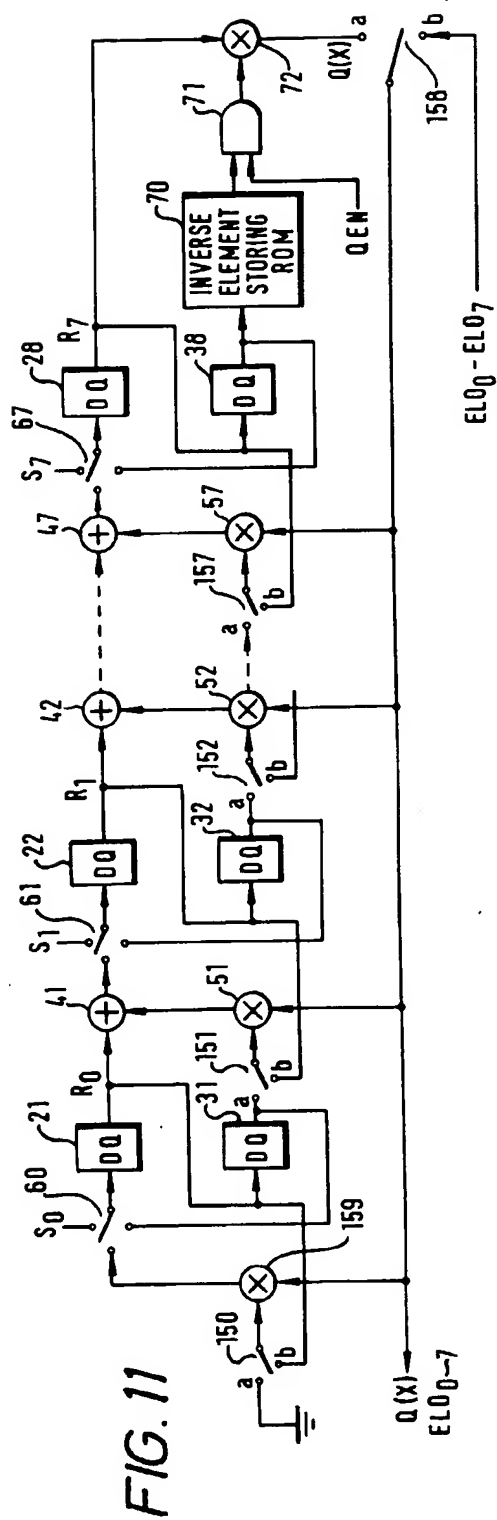 FIG. 11
S0
60
21
DQ
R0
41
S1
61
22
DQ
R1
42
47
S7
67
28
DQ
R7
72
Q(X)
a
b
158
71
70
INVERSE
ELEMENT
STORING
ROM
QEN
38
DQ
57
157
a
b
52
152
a
b
32
DQ
51
151
a
b
31
DQ
159
150
a
b
Q(X)
ELO0~7
ELO0-ELO7